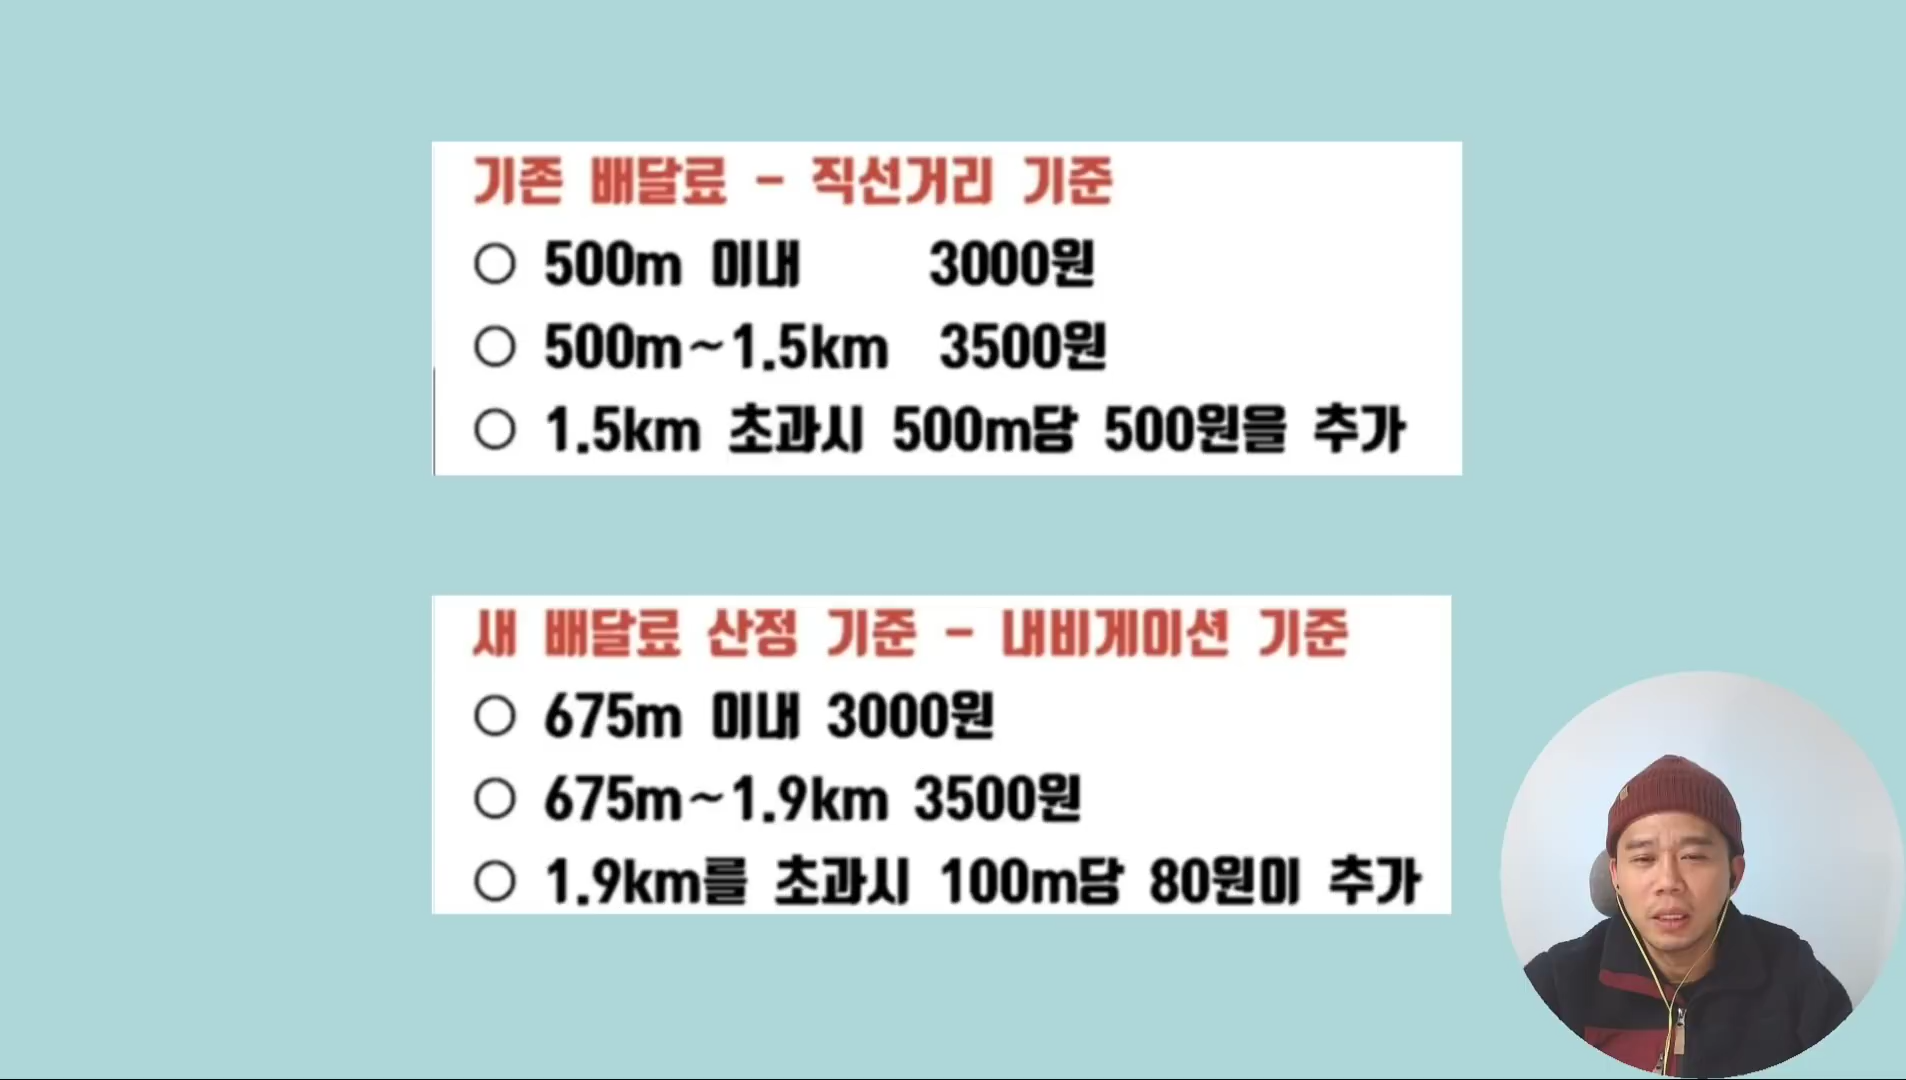 기존 배달료 - 직선거리 기준
○ 500m 이내 3000원
○ 500m~1.5km 3500원
○ 1.5km 초과시 500m당 500원을 추가
새 배달료 산정 기준 - 내비게이션 기준
○ 675m 이내 3000원
○ 675m~1.9km 3500원
○ 1.9km를 초과시 100m당 80원이 추가